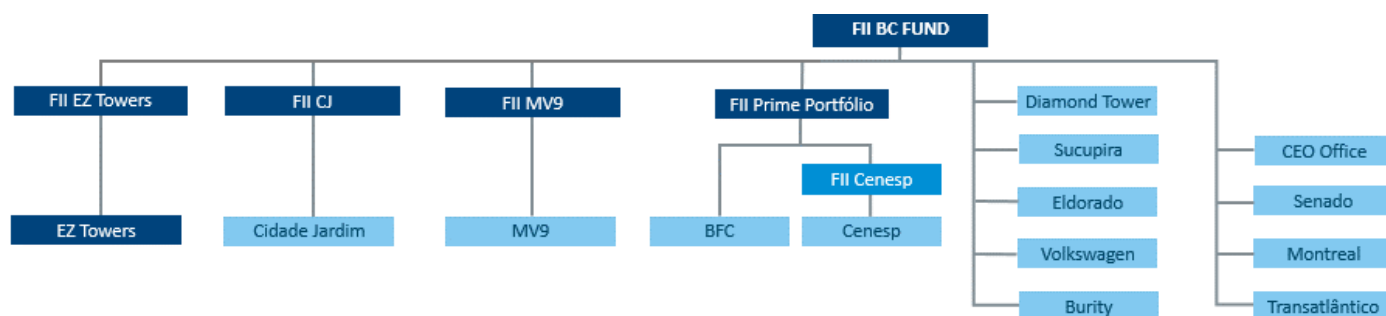 FII BC FUND
FII EZ Towers
FII CJ
FII MV9
FII Prime Portfólio
Diamond Tower
Sucupira
CEO Office
FII Cenesp
Eldorado
Senado
EZ Towers
Cidade Jardim
MV9
BFC
Cenesp
Volkswagen
Montreal
Burity
Transatlântico